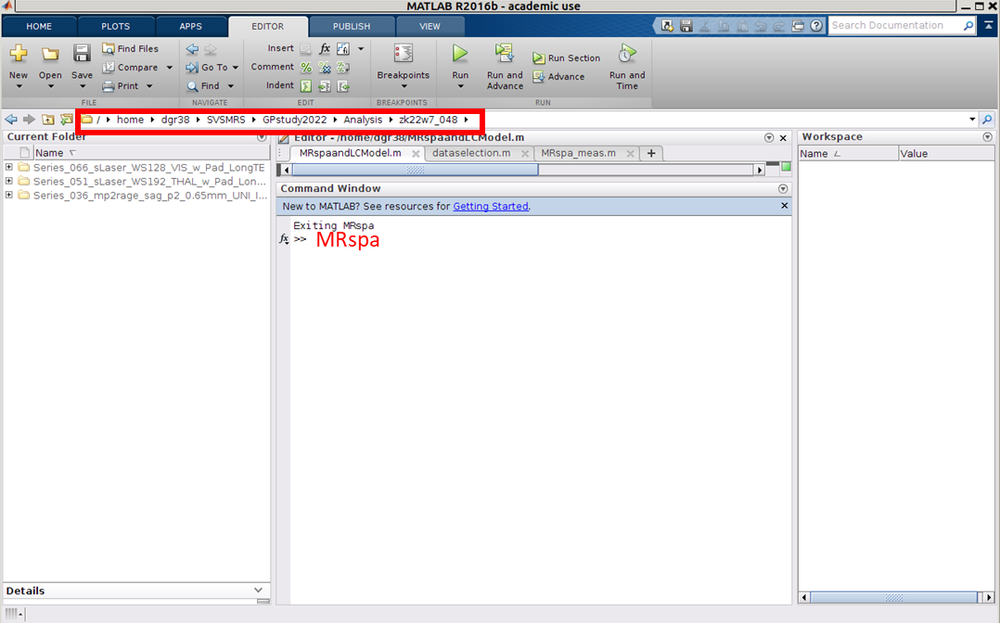 MATLAB R2016b - academic use
HOME PLOTS APPS EDITOR PUBLISH VIEW
Search Documentation
New Open Save Find Files Compare Print
Go To Find
Insert fx
Comment %
Indent
Breakpoints
Run Run and Advance Run Section Advance Run and Time
FILE NAVIGATE EDIT BREAKPOINTS RUN
/ home dgr38 SVSMRS GPstudy2022 Analysis zk22w7_048
Current Folder
Name
Series_066_sLaser_WS128_VIS_w_Pad_LongTE
Series_051_sLaser_WS192_THAL_w_Pad_Lon...
Series_036_mp2rage_sag_p2_0.65mm_UNI_I...
Details
Editor - /home/dgr38/MRspaandLCModel.m
MRspaandLCModel.m dataselection.m MRspa_meas.m +
Command Window
New to MATLAB? See resources for Getting Started.
Exiting MRspa
fx >> MRspa
Workspace
Name Value